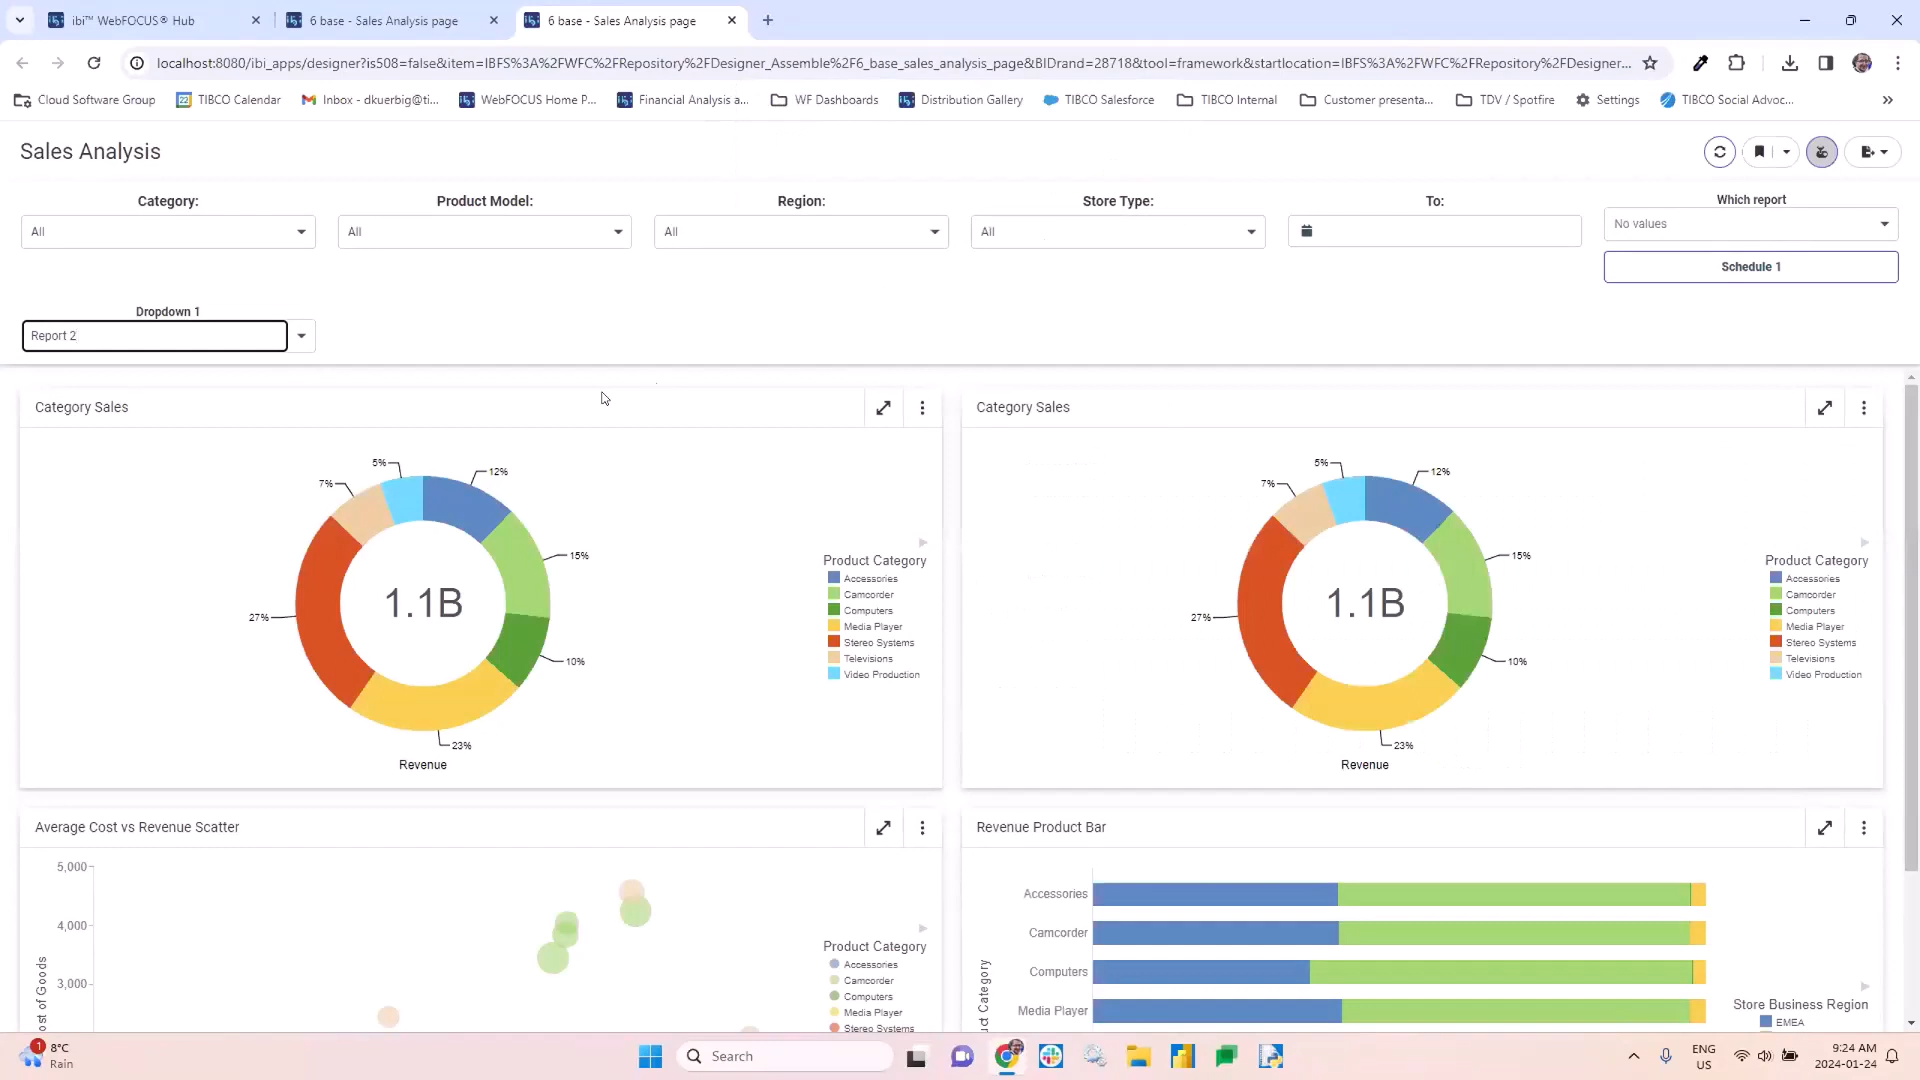 ibi™ WebFOCUS® Hub
6 base - Sales Analysis page
6 base - Sales Analysis page
localhost:8080/ibi_apps/designer?is508=false&item=IBFS%3A%2FWFC%2FRepository%2FDesigner_Assemble%2F6_base_sales_analysis_page&BIDrand=28718&tool=framework&startlocation=IBFS%3A%2FWFC%2FRepository%2FDesigner...
Cloud Software Group
TIBCO Calendar
Inbox - dkuerbig@ti...
WebFOCUS Home P...
Financial Analysis a...
WF Dashboards
Distribution Gallery
TIBCO Salesforce
TIBCO Internal
Customer presenta...
TDV / Spotfire
Settings
TIBCO Social Advoc...
Sales Analysis
Category:
Product Model:
Region:
Store Type:
To:
Which report
All
All
All
All
No values
Schedule 1
Dropdown 1
Report 2
Category Sales
5%
12%
7%
15%
27%
1.1B
10%
23%
Revenue
Product Category
Accessories
Camcorder
Computers
Media Player
Stereo Systems
Televisions
Video Production
Category Sales
5%
12%
7%
15%
27%
1.1B
10%
23%
Revenue
Product Category
Accessories
Camcorder
Computers
Media Player
Stereo Systems
Televisions
Video Production
Average Cost vs Revenue Scatter
5,000
4,000
3,000
ost of Goods
Product Category
Accessories
Camcorder
Computers
Media Player
Stereo Systems
Revenue Product Bar
Accessories
Camcorder
Computers
Media Player
uct Category
Store Business Region
EMEA
1
8°C
Rain
Search
ENG
US
9:24 AM
2024-01-24